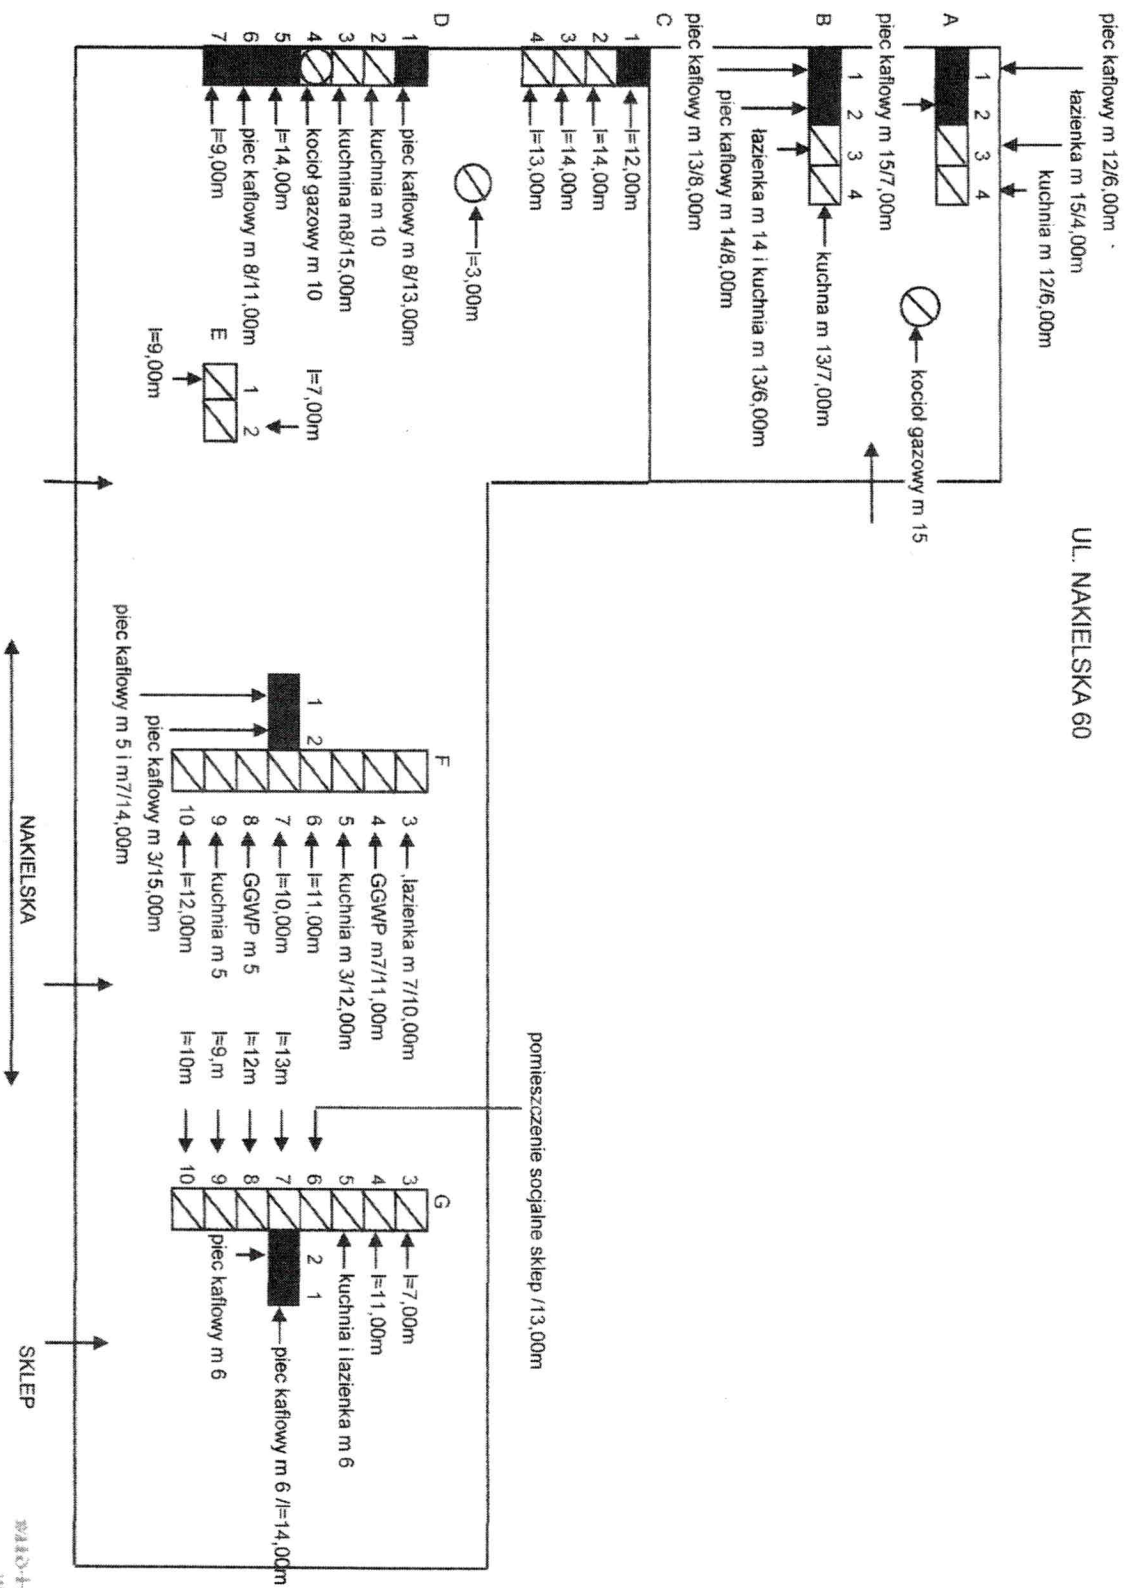 UL. NAKIELSKA 60
piec kaflowy m 12/6,00m
łazienka m 15/4,00m
kuchnia m 12/6,00m
A
1
2
3
4
piec kaflowy m 15/7,00m
kocioł gazowy m 15
B
1
2
3
4
kuchna m 13/7,00m
łazienka m 14 i kuchnia m 13/6,00m
piec kaflowy m 14/8,00m
piec kaflowy m 13/8,00m
C
1
2
3
4
l=12,00m
l=14,00m
l=14,00m
l=13,00m
l=3,00m
D
1
2
3
4
5
6
7
piec kaflowy m 8/13,00m
kuchnia m 10
kuchnina m8/15,00m
kocioł gazowy m 10
l=14,00m
piec kaflowy m 8/11,00m
l=9,00m
E
1
2
l=7,00m
l=9,00m
F
1
2
3 ,lazienka m 7/10,00m
4 GGWP m7/11,00m
5 kuchnia m 3/12,00m
6 l=11,00m
7 l=10,00m
8 GGWP m 5
9 kuchnia m 5
10 l=12,00m
piec kaflowy m 3/15,00m
piec kaflowy m 5 i m7/14,00m
pomieszczenie socjalne sklep /13,00m
G
3
4
5
6
7
8
9
10
l=13m
l=12m
l=9,m
l=10m
2
1
l=7,00m
l=11,00m
kuchnia i lazienka m 6
piec kaflowy m 6 /l=14,00m
piec kaflowy m 6
NAKIELSKA
SKLEP